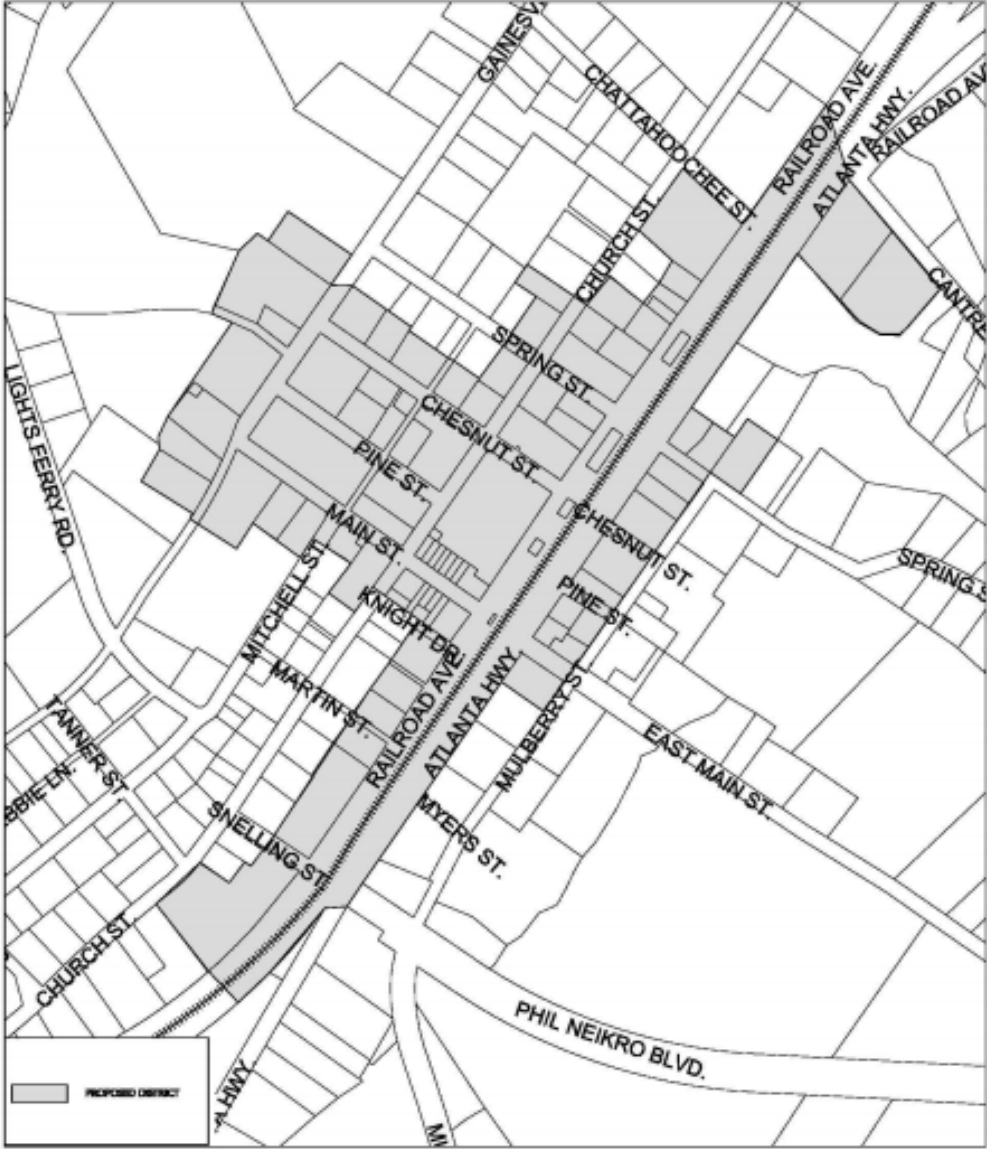 GAINESV
CHATTAHOOCHEE ST.
RAILROAD AVE.
ATLANTA HWY.
RAILROAD AVE
CHURCH ST.
CANTRE
SPRING ST.
LIGHTS FERRY RD.
CHESNUT ST.
PINE ST.
MAIN ST.
CHESNUT ST.
SPRING S
PINE ST.
MITCHELL ST.
KNIGHT DR.
MARTIN ST.
RAILROAD AVE.
ATLANTA HWY.
MULBERRY ST.
EAST MAIN ST.
TANNER ST.
BBIE LN.
SNELLING ST.
MYERS ST.
CHURCH ST.
PHIL NEIKRO BLVD.
A HWY.
MI
PROPOSED DISTRICT